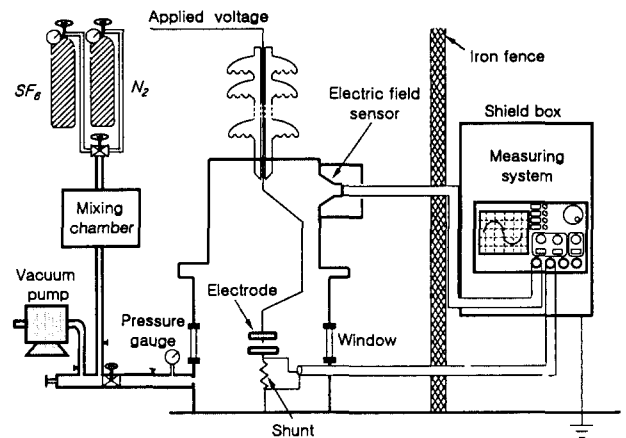 Applied voltage
SF6
N2
Electric field
sensor
Iron fence
Shield box
Measuring
system
Mixing
chamber
Vacuum
pump
Pressure
gauge
Electrode
Window
Shunt